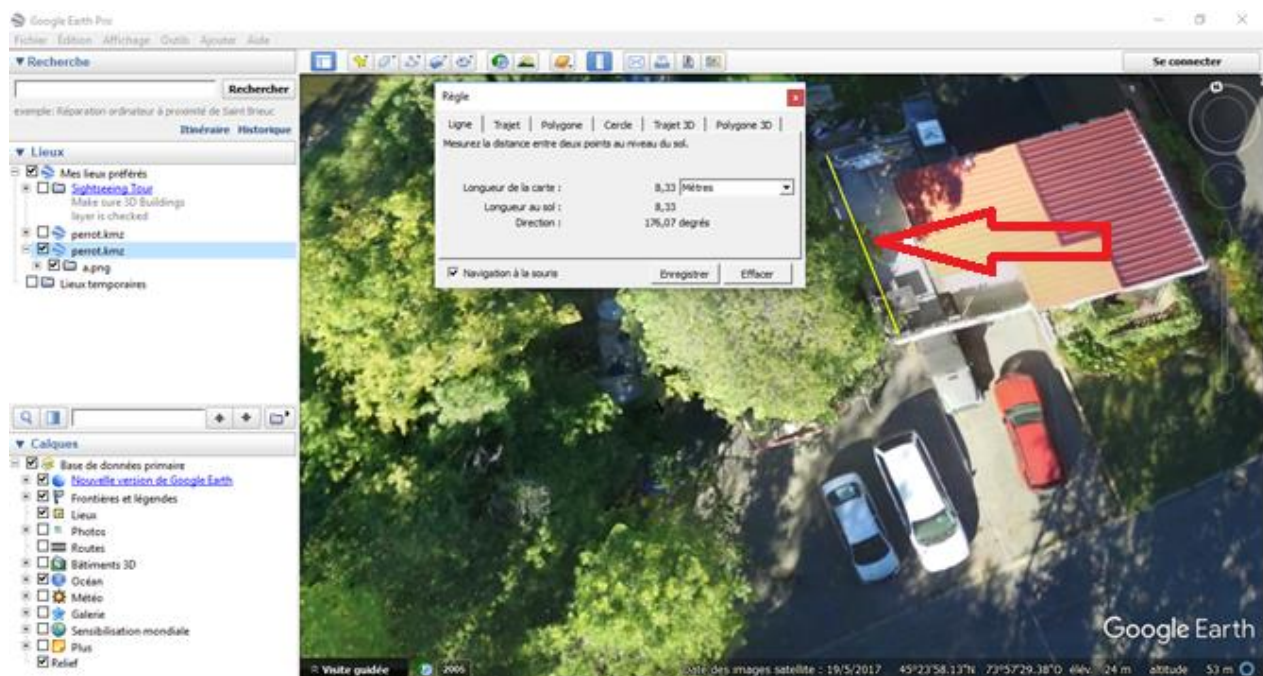 Google Earth Pro
Fichier Edition Affichage Outils Ajouter Aide
Recherche
Rechercher
exemple: Réparation ordinateur à proximité de Saint Brieuc
Itinéraire Historique
Lieux
Mes lieux préférés
Sightseeing Tour
Make sure 3D Buildings
layer is checked
perrot.kmz
perrot.kmz
a.png
Lieux temporaires
Calques
Base de données primaire
Nouvelle version de Google Earth
Frontières et légendes
Lieux
Photos
Routes
Bâtiments 3D
Océan
Météo
Galerie
Sensibilisation mondiale
Plus
Relief
Se connecter
Règle
Ligne Trajet Polygone Cercle Trajet 3D Polygone 3D
Mesurez la distance entre deux points au niveau du sol.
Longueur de la carte : 8,33 Mètres
Longueur au sol : 8,33
Direction : 176,07 degrés
Navigation à la souris Enregistrer Effacer
N
Google Earth
Visite guidée 2005 Date des images satellite : 19/5/2017 45°23'58.13"N 73°57'29.38"O élév. 24 m altitude 53 m